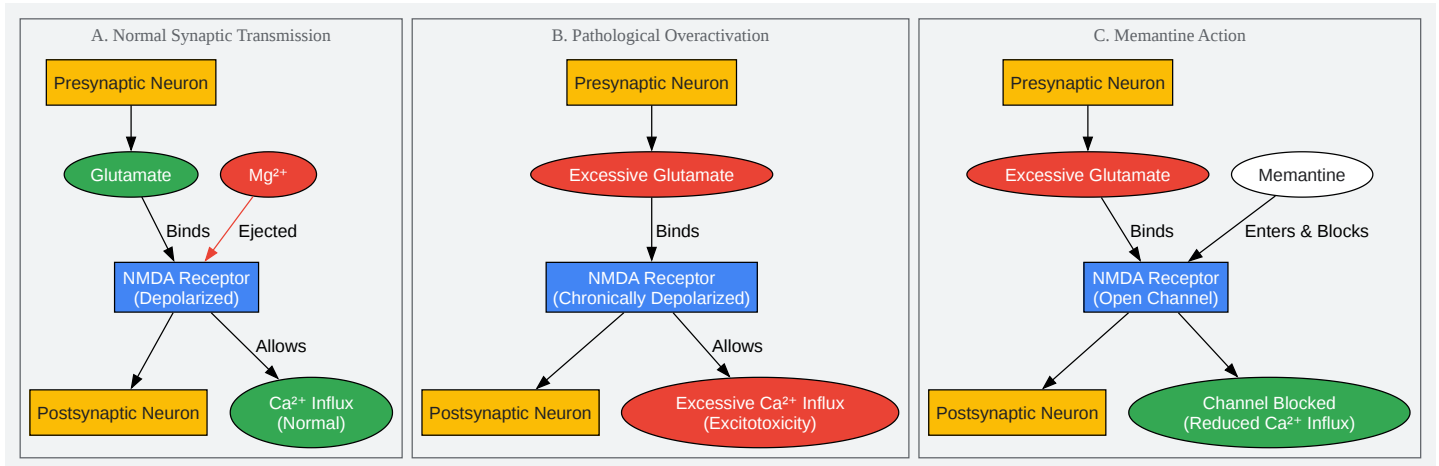 A. Normal Synaptic Transmission
Presynaptic Neuron
Glutamate
Mg²⁺
Binds
Ejected
NMDA Receptor
(Depolarized)
Allows
Postsynaptic Neuron
Ca²⁺ Influx
(Normal)
B. Pathological Overactivation
Presynaptic Neuron
Excessive Glutamate
Binds
NMDA Receptor
(Chronically Depolarized)
Allows
Postsynaptic Neuron
Excessive Ca²⁺ Influx
(Excitotoxicity)
C. Memantine Action
Presynaptic Neuron
Excessive Glutamate
Memantine
Binds
Enters & Blocks
NMDA Receptor
(Open Channel)
Postsynaptic Neuron
Channel Blocked
(Reduced Ca²⁺ Influx)